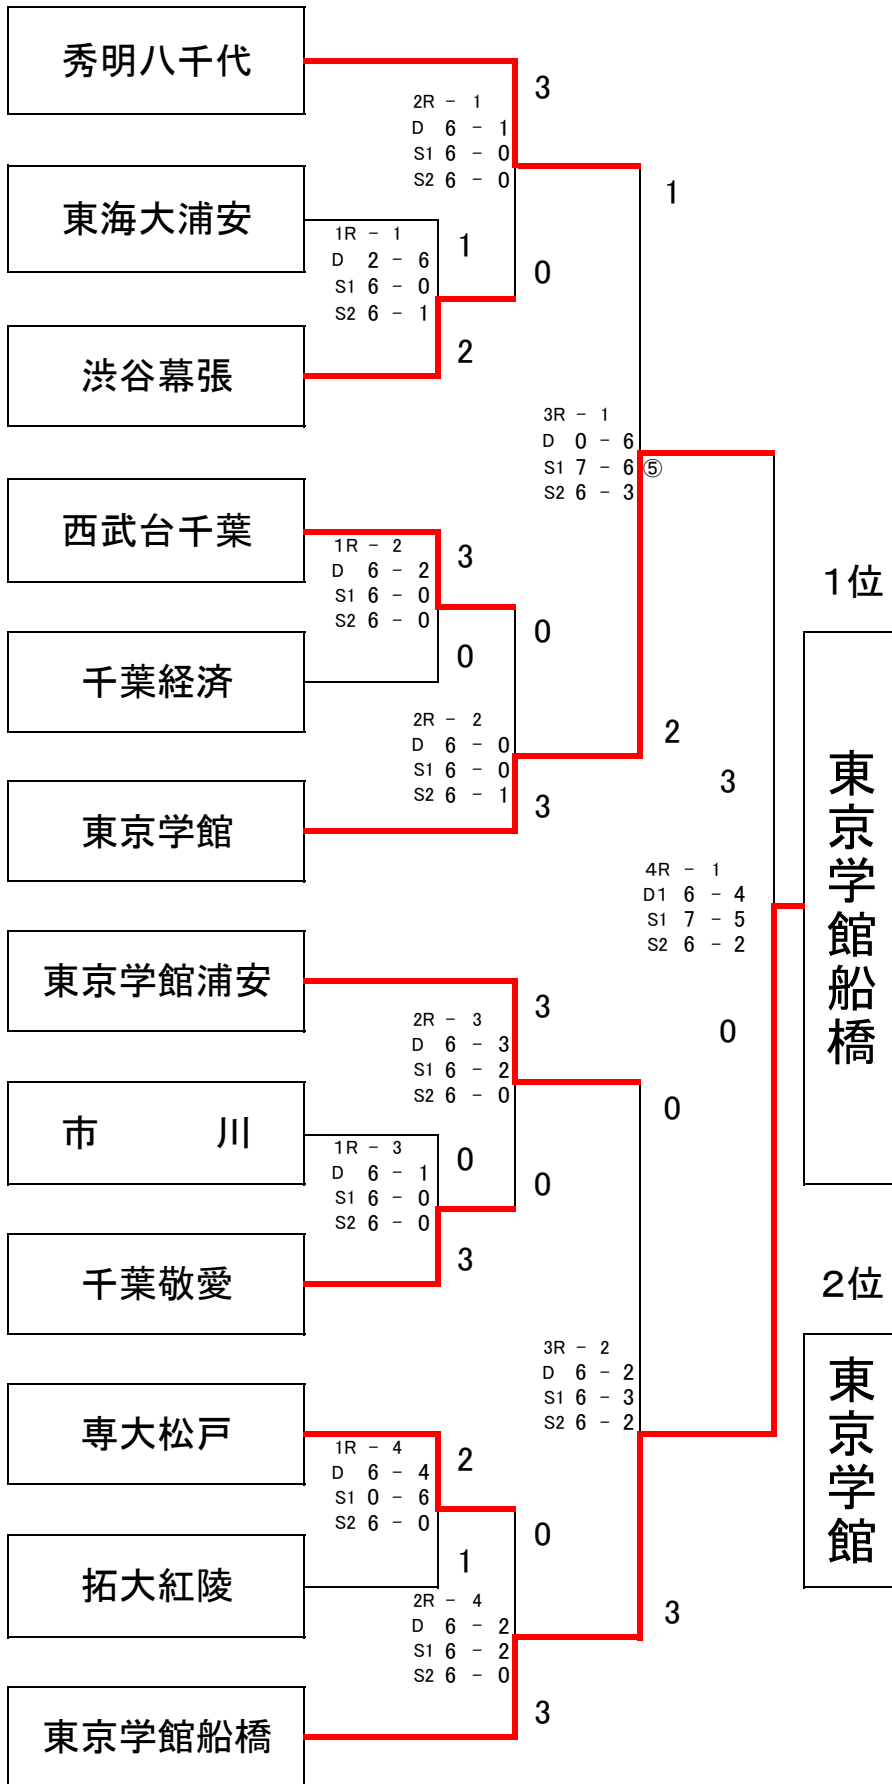 秀明八千代
3
2R - 1
D 6 - 1
S1 6 - 0
S2 6 - 0
1
東海大浦安
1R - 1
D 2 - 6
S1 6 - 0
S2 6 - 1
1
0
2
渋谷幕張
3R - 1
D 0 - 6
S1 7 - 6 ⑤
S2 6 - 3
西武台千葉
1R - 2
D 6 - 2
S1 6 - 0
S2 6 - 0
3
0
0
千葉経済
2R - 2
D 6 - 0
S1 6 - 0
S2 6 - 1
2
3
東京学館
3
4R - 1
D1 6 - 4
S1 7 - 5
S2 6 - 2
0
1位
東京学館船橋
東京学館浦安
3
2R - 3
D 6 - 3
S1 6 - 2
S2 6 - 0
0
市 川
1R - 3
D 6 - 1
S1 6 - 0
S2 6 - 0
0
0
3
千葉敬愛
2位
東京学館
3R - 2
D 6 - 2
S1 6 - 3
S2 6 - 2
専大松戸
1R - 4
D 6 - 4
S1 0 - 6
S2 6 - 0
2
0
1
拓大紅陵
2R - 4
D 6 - 2
S1 6 - 2
S2 6 - 0
3
3
東京学館船橋